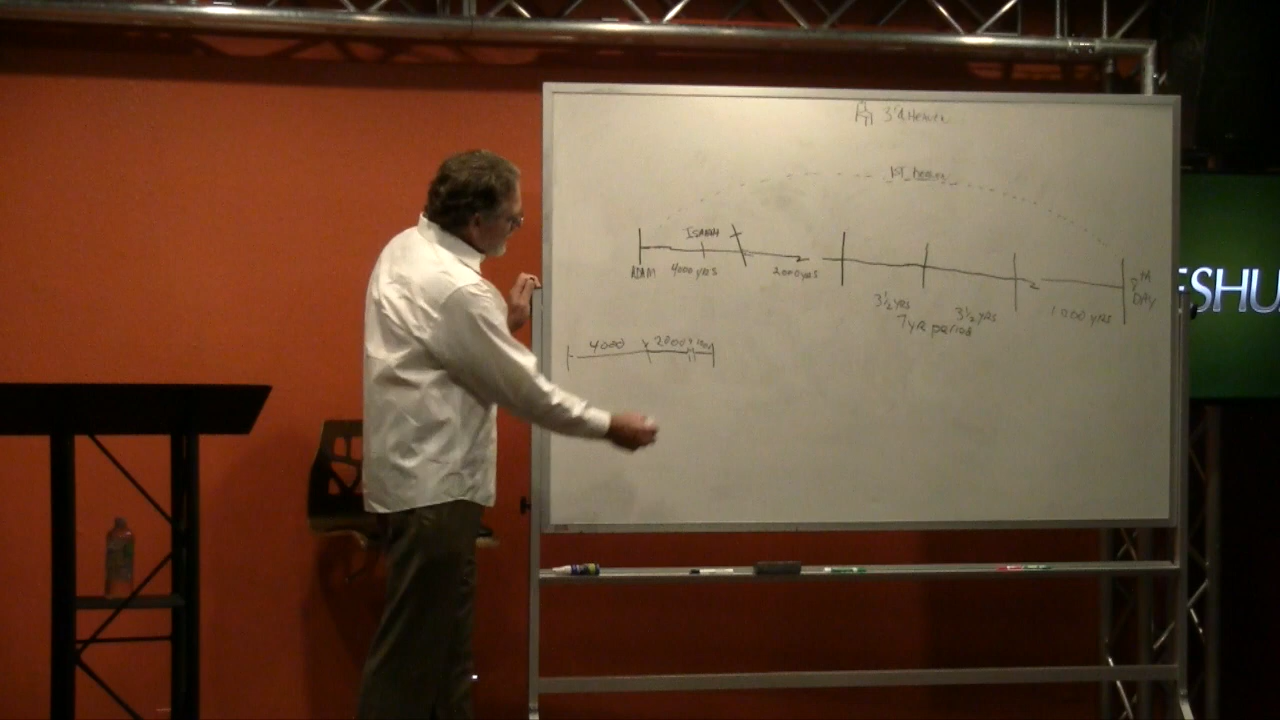 3rd Heaven
1ST heaven
ISAIAH
ADAM 4000 yrs 2000 yrs
8th DAY
3½ yrs 3½ yrs 1000 yrs
7 yr period
4000 2000
ESHU